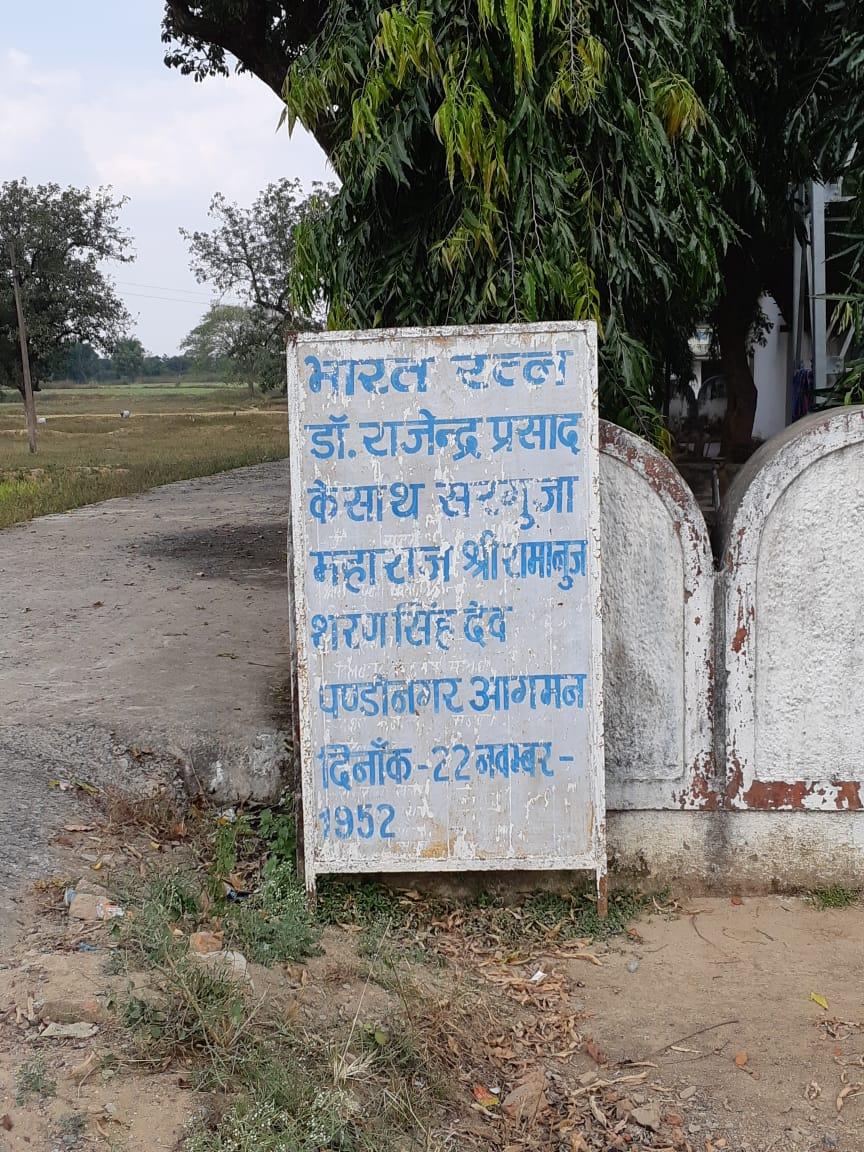 भारत रत्न
डॉ. राजेन्द्र प्रसाद
के साथ सरगुजा
महाराज श्री रामानुज
शरण सिंह देव
पण्डोनगर आगमन
दिनाँक - 22 नवम्बर -
1952